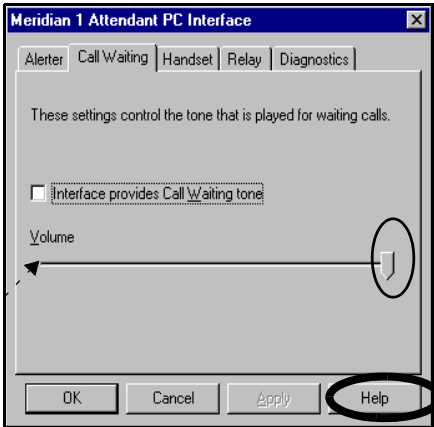 Meridian 1 Attendant PC Interface
Alerter Call Waiting Handset Relay Diagnostics
These settings control the tone that is played for waiting calls.
Interface provides Call Waiting tone
Volume
OK Cancel Apply Help